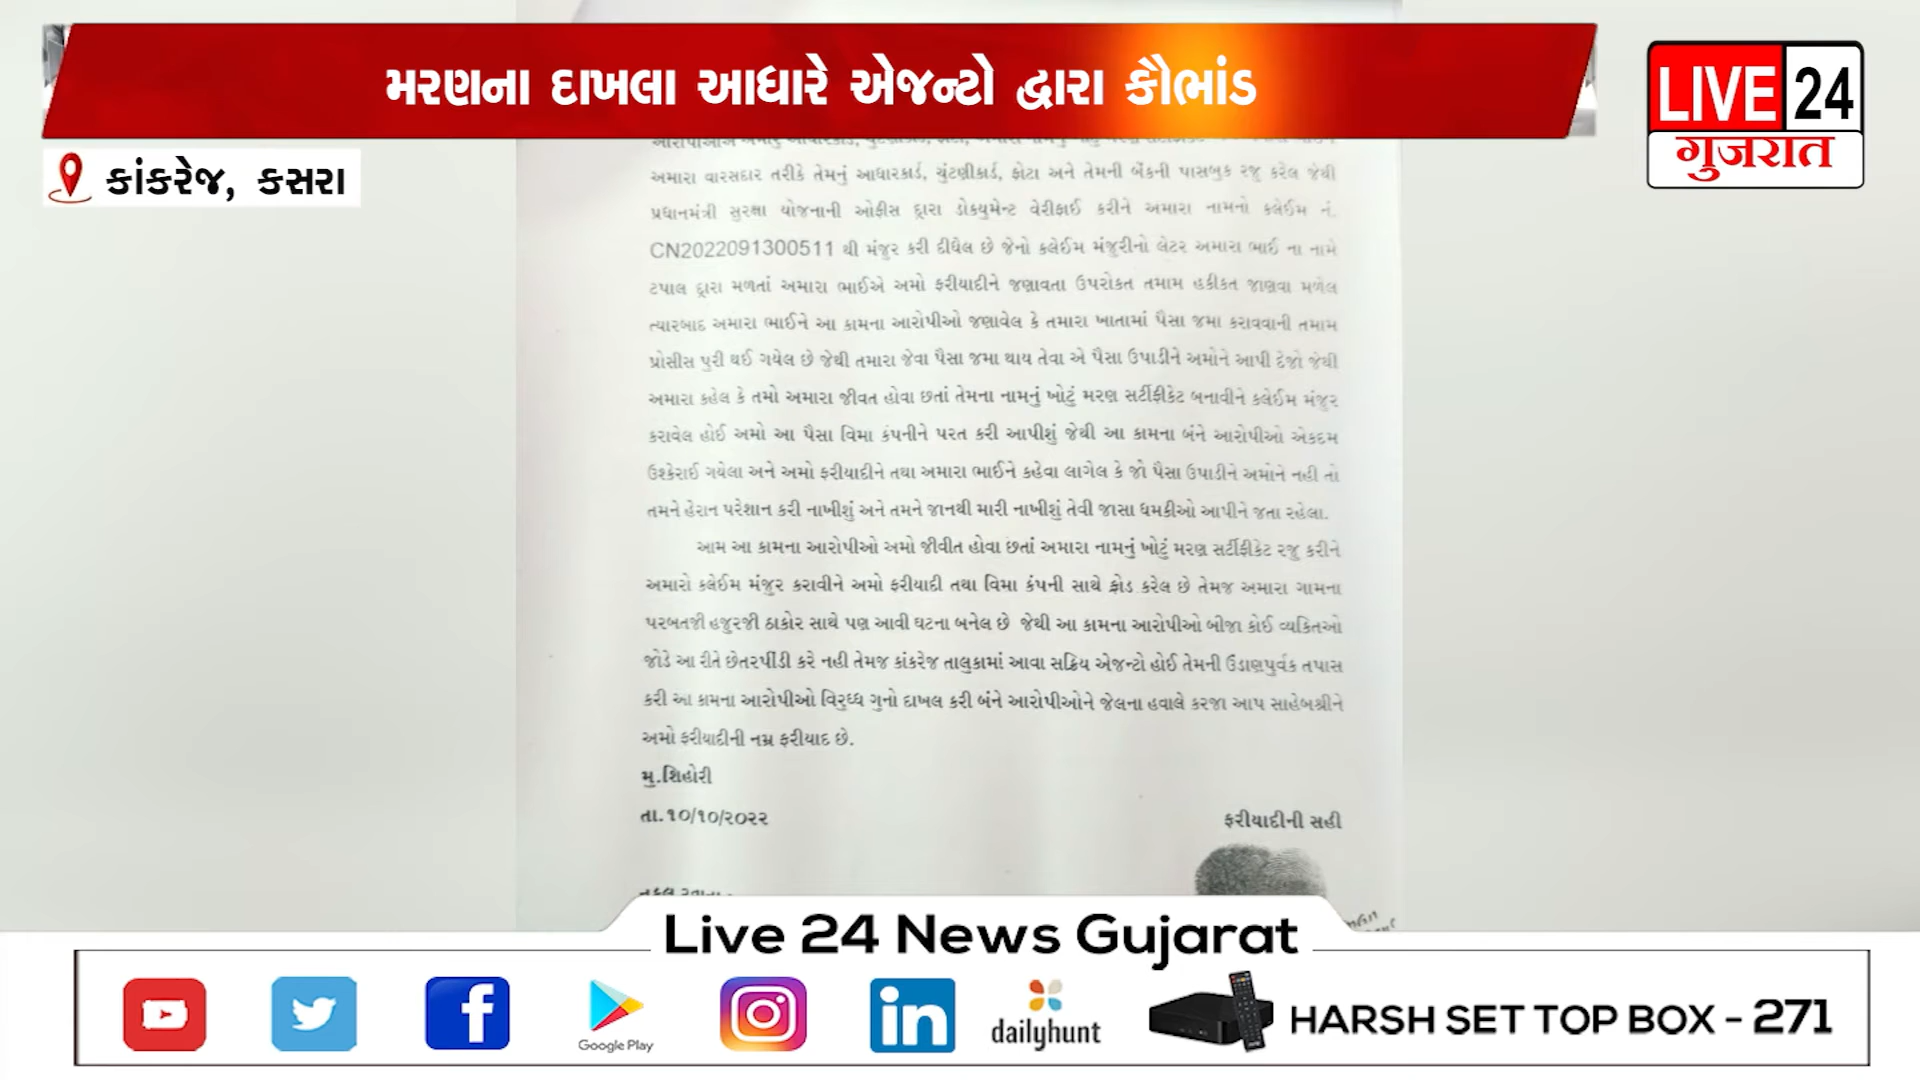 મરણના દાખલા આધારે એજન્ટો દ્વારા કૌભાંડ
LIVE 24
गुजरात
કાંકરેજ, કસરા
અમારા વારસદાર તરીકે તેમનું આધારકાર્ડ, ચુંટણીકાર્ડ, ફોટા અને તેમની બેંકની પાસબુક રજુ કરેલ જેથી
પ્રધાનમંત્રી સુરક્ષા યોજનાની ઓફીસ દ્વારા ડોક્યુમેન્ટ વેરીફાઈ કરીને અમારા નામનો કલેઈમ નં.
CN2022091300511 થી મંજુર કરી દીધેલ છે જેનો કલેઈમ મંજુરીનો લેટર અમારા ભાઈ ના નામે
ટપાલ દ્વારા મળતાં અમારા ભાઈએ અમો ફરીયાદીને જણાવતા ઉપરોકત તમામ હકીકત જાણવા મળેલ
ત્યારબાદ અમારા ભાઈને આ કામના આરોપીઓ જણાવેલ કે તમારા ખાતામાં પૈસા જમા કરાવવાની તમામ
પ્રોસીસ પુરી થઈ ગયેલ છે જેથી તમારા જેવા પૈસા જમા થાય તેવા એ પૈસા ઉપાડીને અમોને આપી દેજો જેથી
અમારા કહેલ કે તમો અમારા જીવત હોવા છતાં તેમના નામનું ખોટું મરણ સર્ટીફીકેટ બનાવીને કલેઈમ મંજુર
કરાવેલ હોઈ અમો આ પૈસા વિમા કંપનીને પરત કરી આપીશું જેથી આ કામના બંને આરોપીઓ એકદમ
ઉશ્કેરાઈ ગયેલા અને અમો ફરીયાદીને તથા અમારા ભાઈને કહેવા લાગેલ કે જો પૈસા ઉપાડીને અમોને નહી તો
તમને હેરાન પરેશાન કરી નાખીશું અને તમને જાનથી મારી નાખીશું તેવી જાસા ધમકીઓ આપીને જતા રહેલા.
આમ આ કામના આરોપીઓ અમો જીવીત હોવા છતાં અમારા નામનું ખોટું મરણ સર્ટીફીકેટ રજુ કરીને
અમારો કલેઈમ મંજુર કરાવીને અમો ફરીયાદી તથા વિમા કંપની સાથે ફ્રોડ કરેલ છે તેમજ અમારા ગામના
પરબતજી હજુરજી ઠાકોર સાથે પણ આવી ઘટના બનેલ છે જેથી આ કામના આરોપીઓ બીજા કોઈ વ્યકિતઓ
જોડે આ રીતે છેતરપીંડી કરે નહી તેમજ કાંકરેજ તાલુકામાં આવા સક્રિય એજન્ટો હોઈ તેમની ઉંડાણપુર્વક તપાસ
કરી આ કામના આરોપીઓ વિરુધ્ધ ગુનો દાખલ કરી બંને આરોપીઓને જેલના હવાલે કરજા આપ સાહેબશ્રીને
અમો ફરીયાદીની નમ્ર ફરીયાદ છે.
મુ.શિહોરી
તા.૧૦/૧૦/૨૦૨૨
ફરીયાદીની સહી
Live 24 News Gujarat
Google Play
dailyhunt
HARSH SET TOP BOX - 271